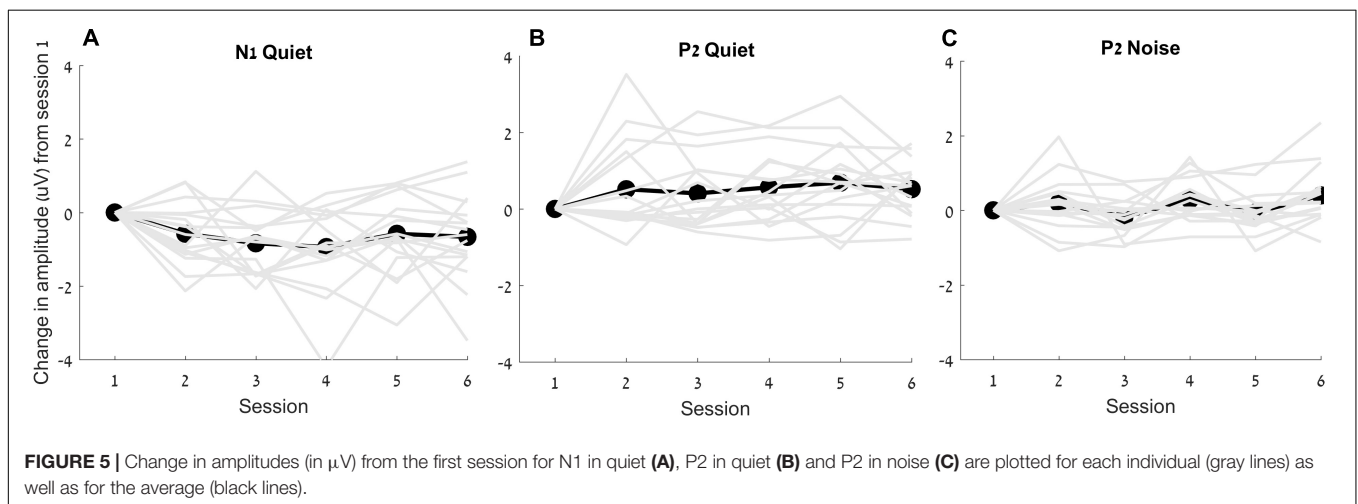 A
N1 Quiet
B
P2 Quiet
C
P2 Noise
Change in amplitude (uV) from session 1
4
2
0
-2
-4
1 2 3 4 5 6
Session
4
2
0
-2
-4
1 2 3 4 5 6
Session
4
2
0
-2
-4
1 2 3 4 5 6
Session
FIGURE 5 | Change in amplitudes (in μV) from the first session for N1 in quiet (A), P2 in quiet (B) and P2 in noise (C) are plotted for each individual (gray lines) as
well as for the average (black lines).